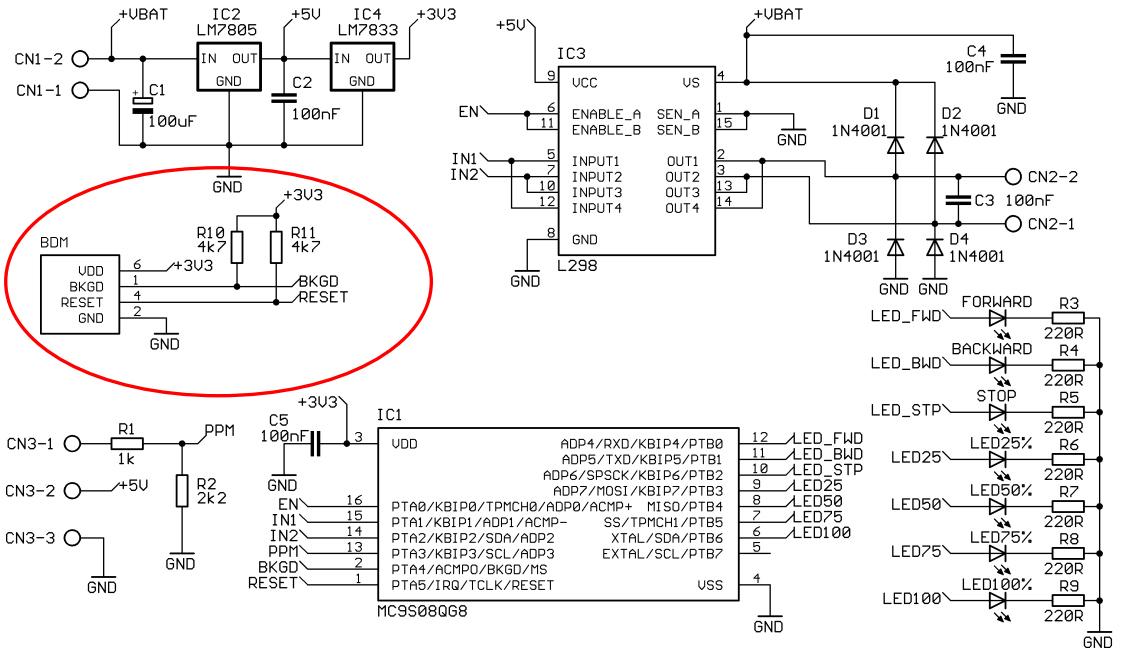 +VBAT
IC2
LM7805
+5V
IC4
LM7833
+3V3
CN1-2
IN OUT
GND
IN OUT
GND
CN1-1
+
C1
100uF
C2
100nF
GND
+5V
IC3
+VBAT
C4
100nF
GND
9 VCC VS 4
EN
6 ENABLE_A SEN_A 1
11 ENABLE_B SEN_B 15
GND
D1
1N4001
D2
1N4001
IN1
5 INPUT1 OUT1 2
IN2
7 INPUT2 OUT2 3
10 INPUT3 OUT3 13
12 INPUT4 OUT4 14
8 GND
GND
L298
CN2-2
C3 100nF
CN2-1
D3
1N4001
D4
1N4001
GND
GND
+3V3
R10
4k7
R11
4k7
BDM
VDD 6 +3V3
BKGD 1 BKGD
RESET 4 RESET
GND 2
GND
LED_FWD FORWARD R3
220R
LED_BWD BACKWARD R4
220R
LED_STP STOP R5
220R
LED25 LED25% R6
220R
LED50 LED50% R7
220R
LED75 LED75% R8
220R
LED100 LED100% R9
220R
GND
CN3-1
R1
1k
PPM
CN3-2
+5V
R2
2k2
CN3-3
GND
GND
+3V3
C5
100nF
GND
IC1
3 VDD
ADP4/RXD/KBIP4/PTB0 12 LED_FWD
ADP5/TXD/KBIP5/PTB1 11 LED_BWD
ADP6/SPSCK/KBIP6/PTB2 10 LED_STP
ADP7/MOSI/KBIP7/PTB3 9 LED25
EN 16 PTA0/KBIP0/TPMCH0/ADP0/ACMP+ MISO/PTB4 8 LED50
IN1 15 PTA1/KBIP1/ADP1/ACMP- SS/TPMCH1/PTB5 7 LED75
IN2 14 PTA2/KBIP2/SDA/ADP2 XTAL/SDA/PTB6 6 LED100
PPM 13 PTA3/KBIP3/SCL/ADP3 EXTAL/SCL/PTB7 5
BKGD 2 PTA4/ACMPO/BKGD/MS
RESET 1 PTA5/IRQ/TCLK/RESET VSS 4
MC9S08QG8
GND